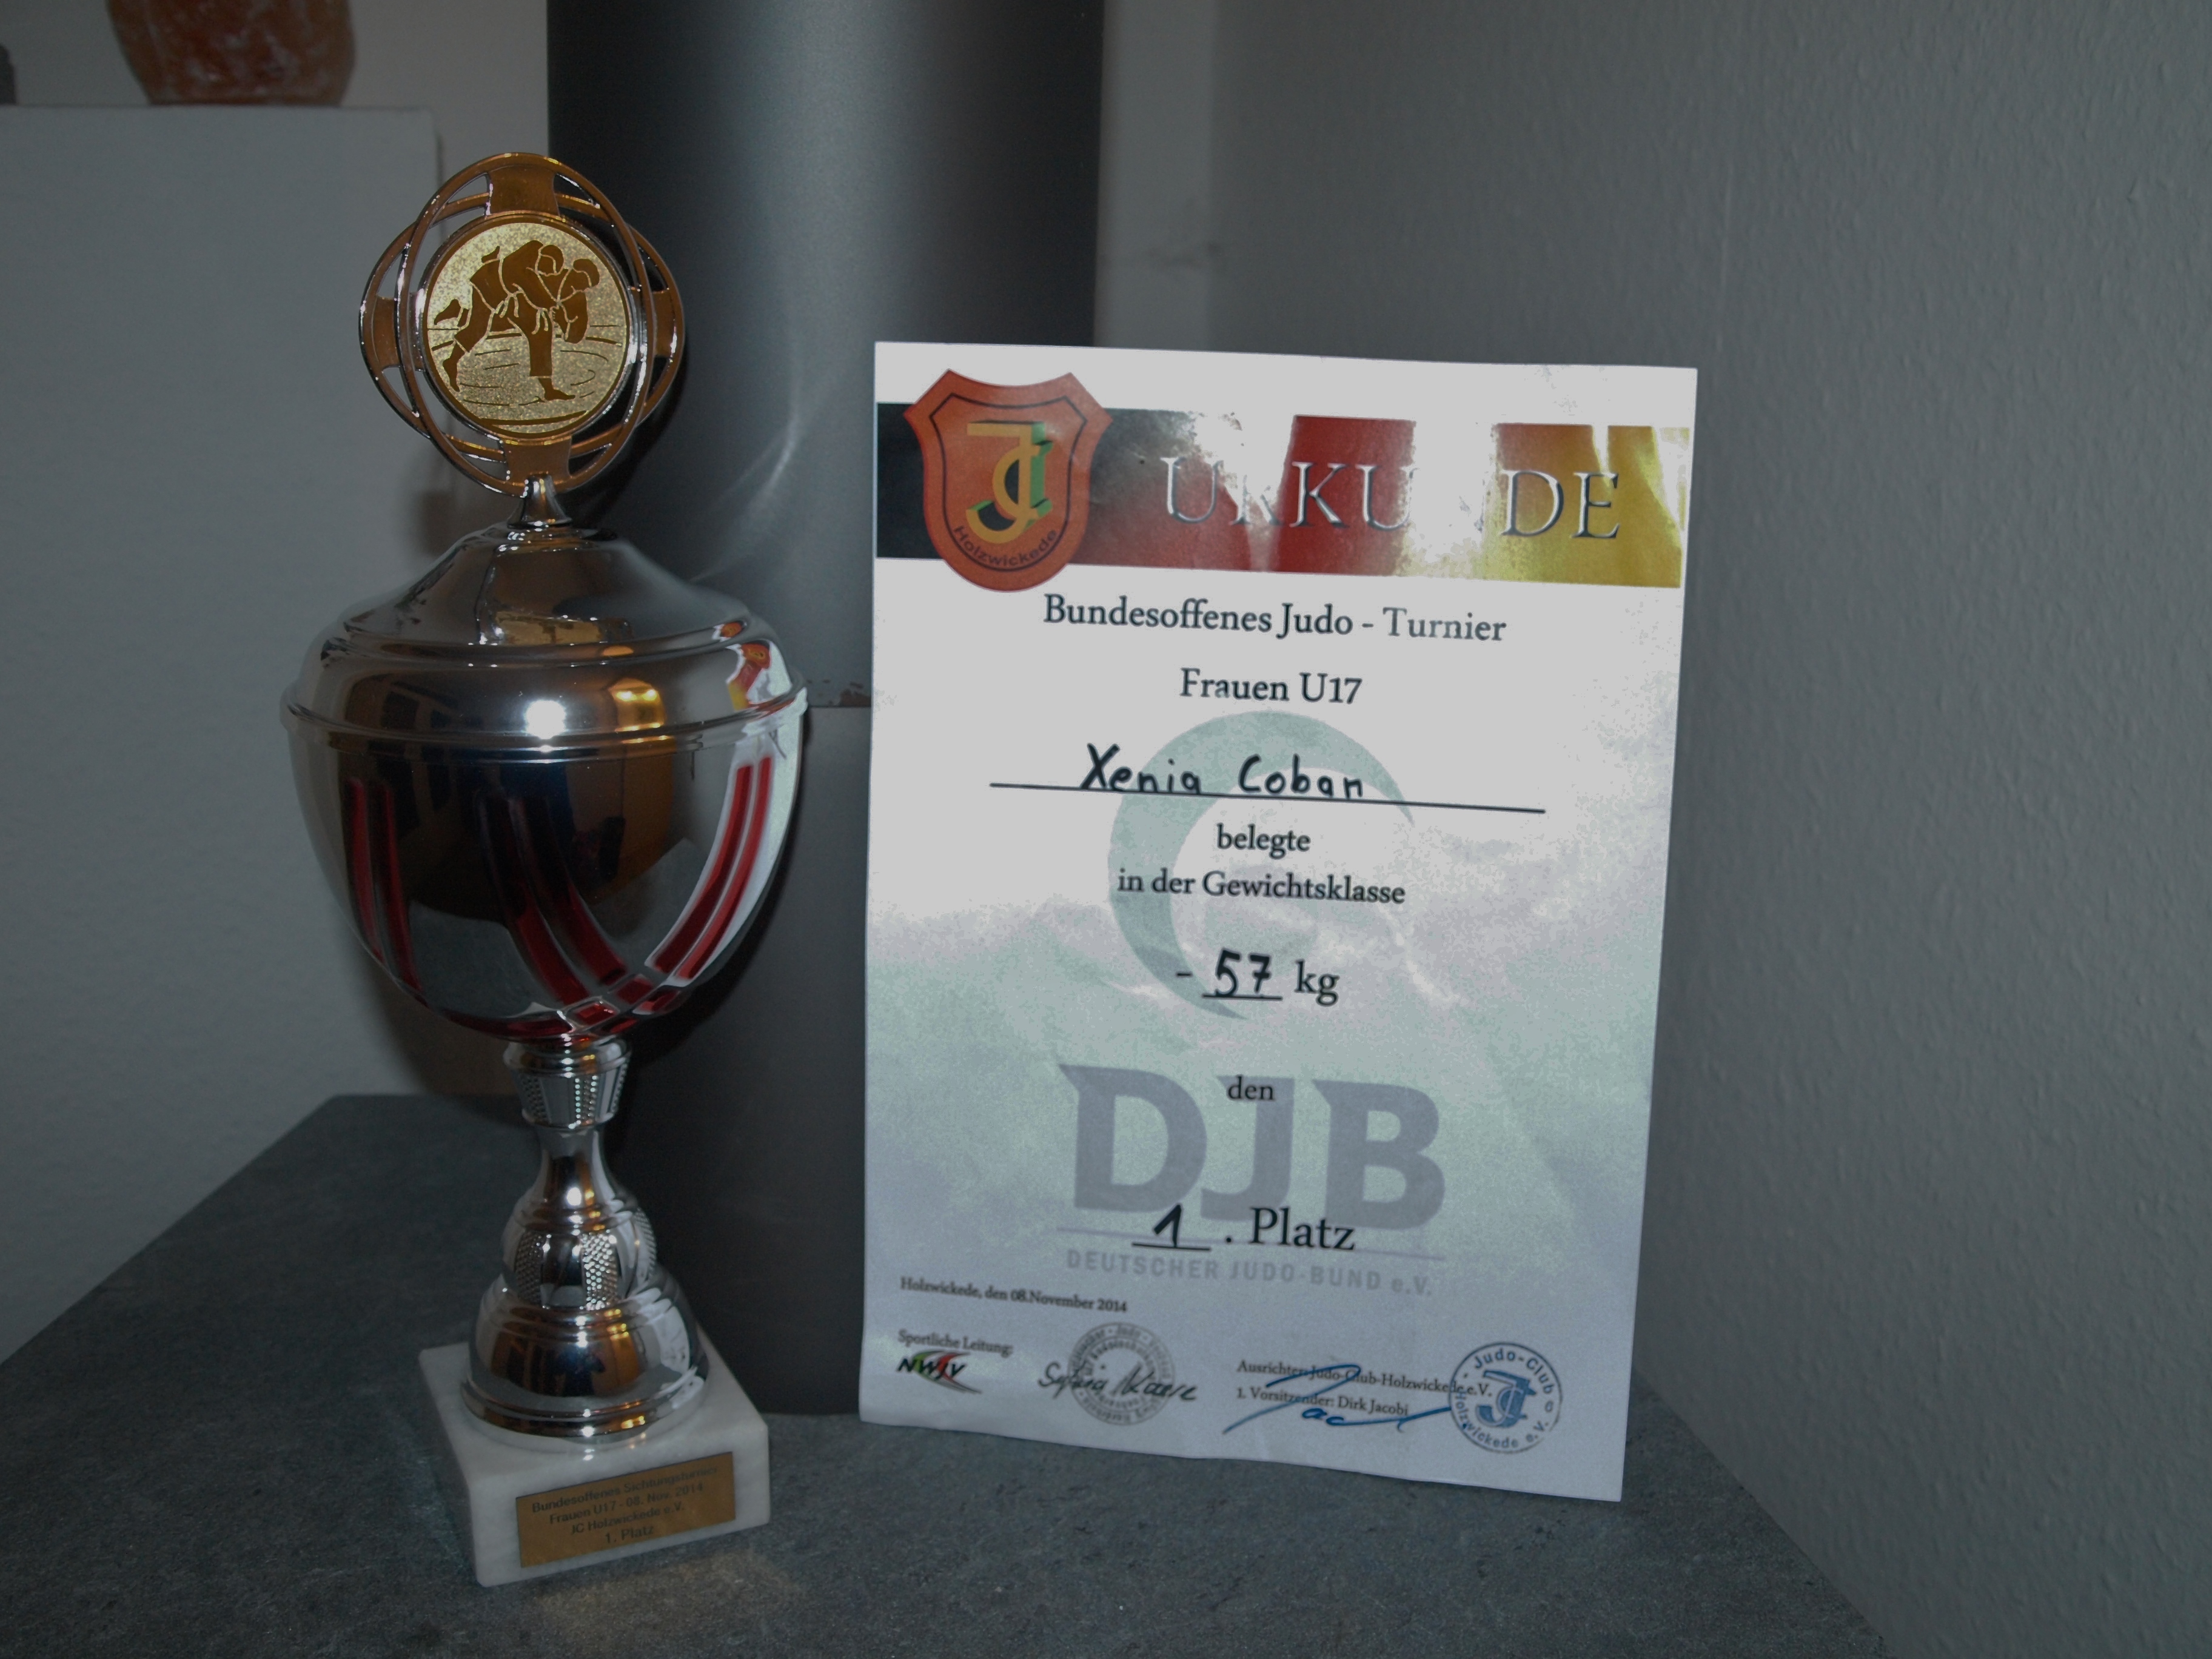 Holzwickede
URKUNDE
Bundesoffenes Judo - Turnier
Frauen U17
Xenia Coban
belegte
in der Gewichtsklasse
- 57 kg
den
DJB
1 . Platz
DEUTSCHER JUDO-BUND e.V.
Holzwickede, den 08.November 2014
Sportliche Leitung:
NWJV
Ausrichter: Judo-Club-Holzwickede e.V.
1. Vorsitzender: Dirk Jacobi
Judo-Club
Holzwickede e.V.
Bundesoffenes Sichtungsturnier
Frauen U17 - 08. Nov. 2014
JC Holzwickede e.V.
1. Platz